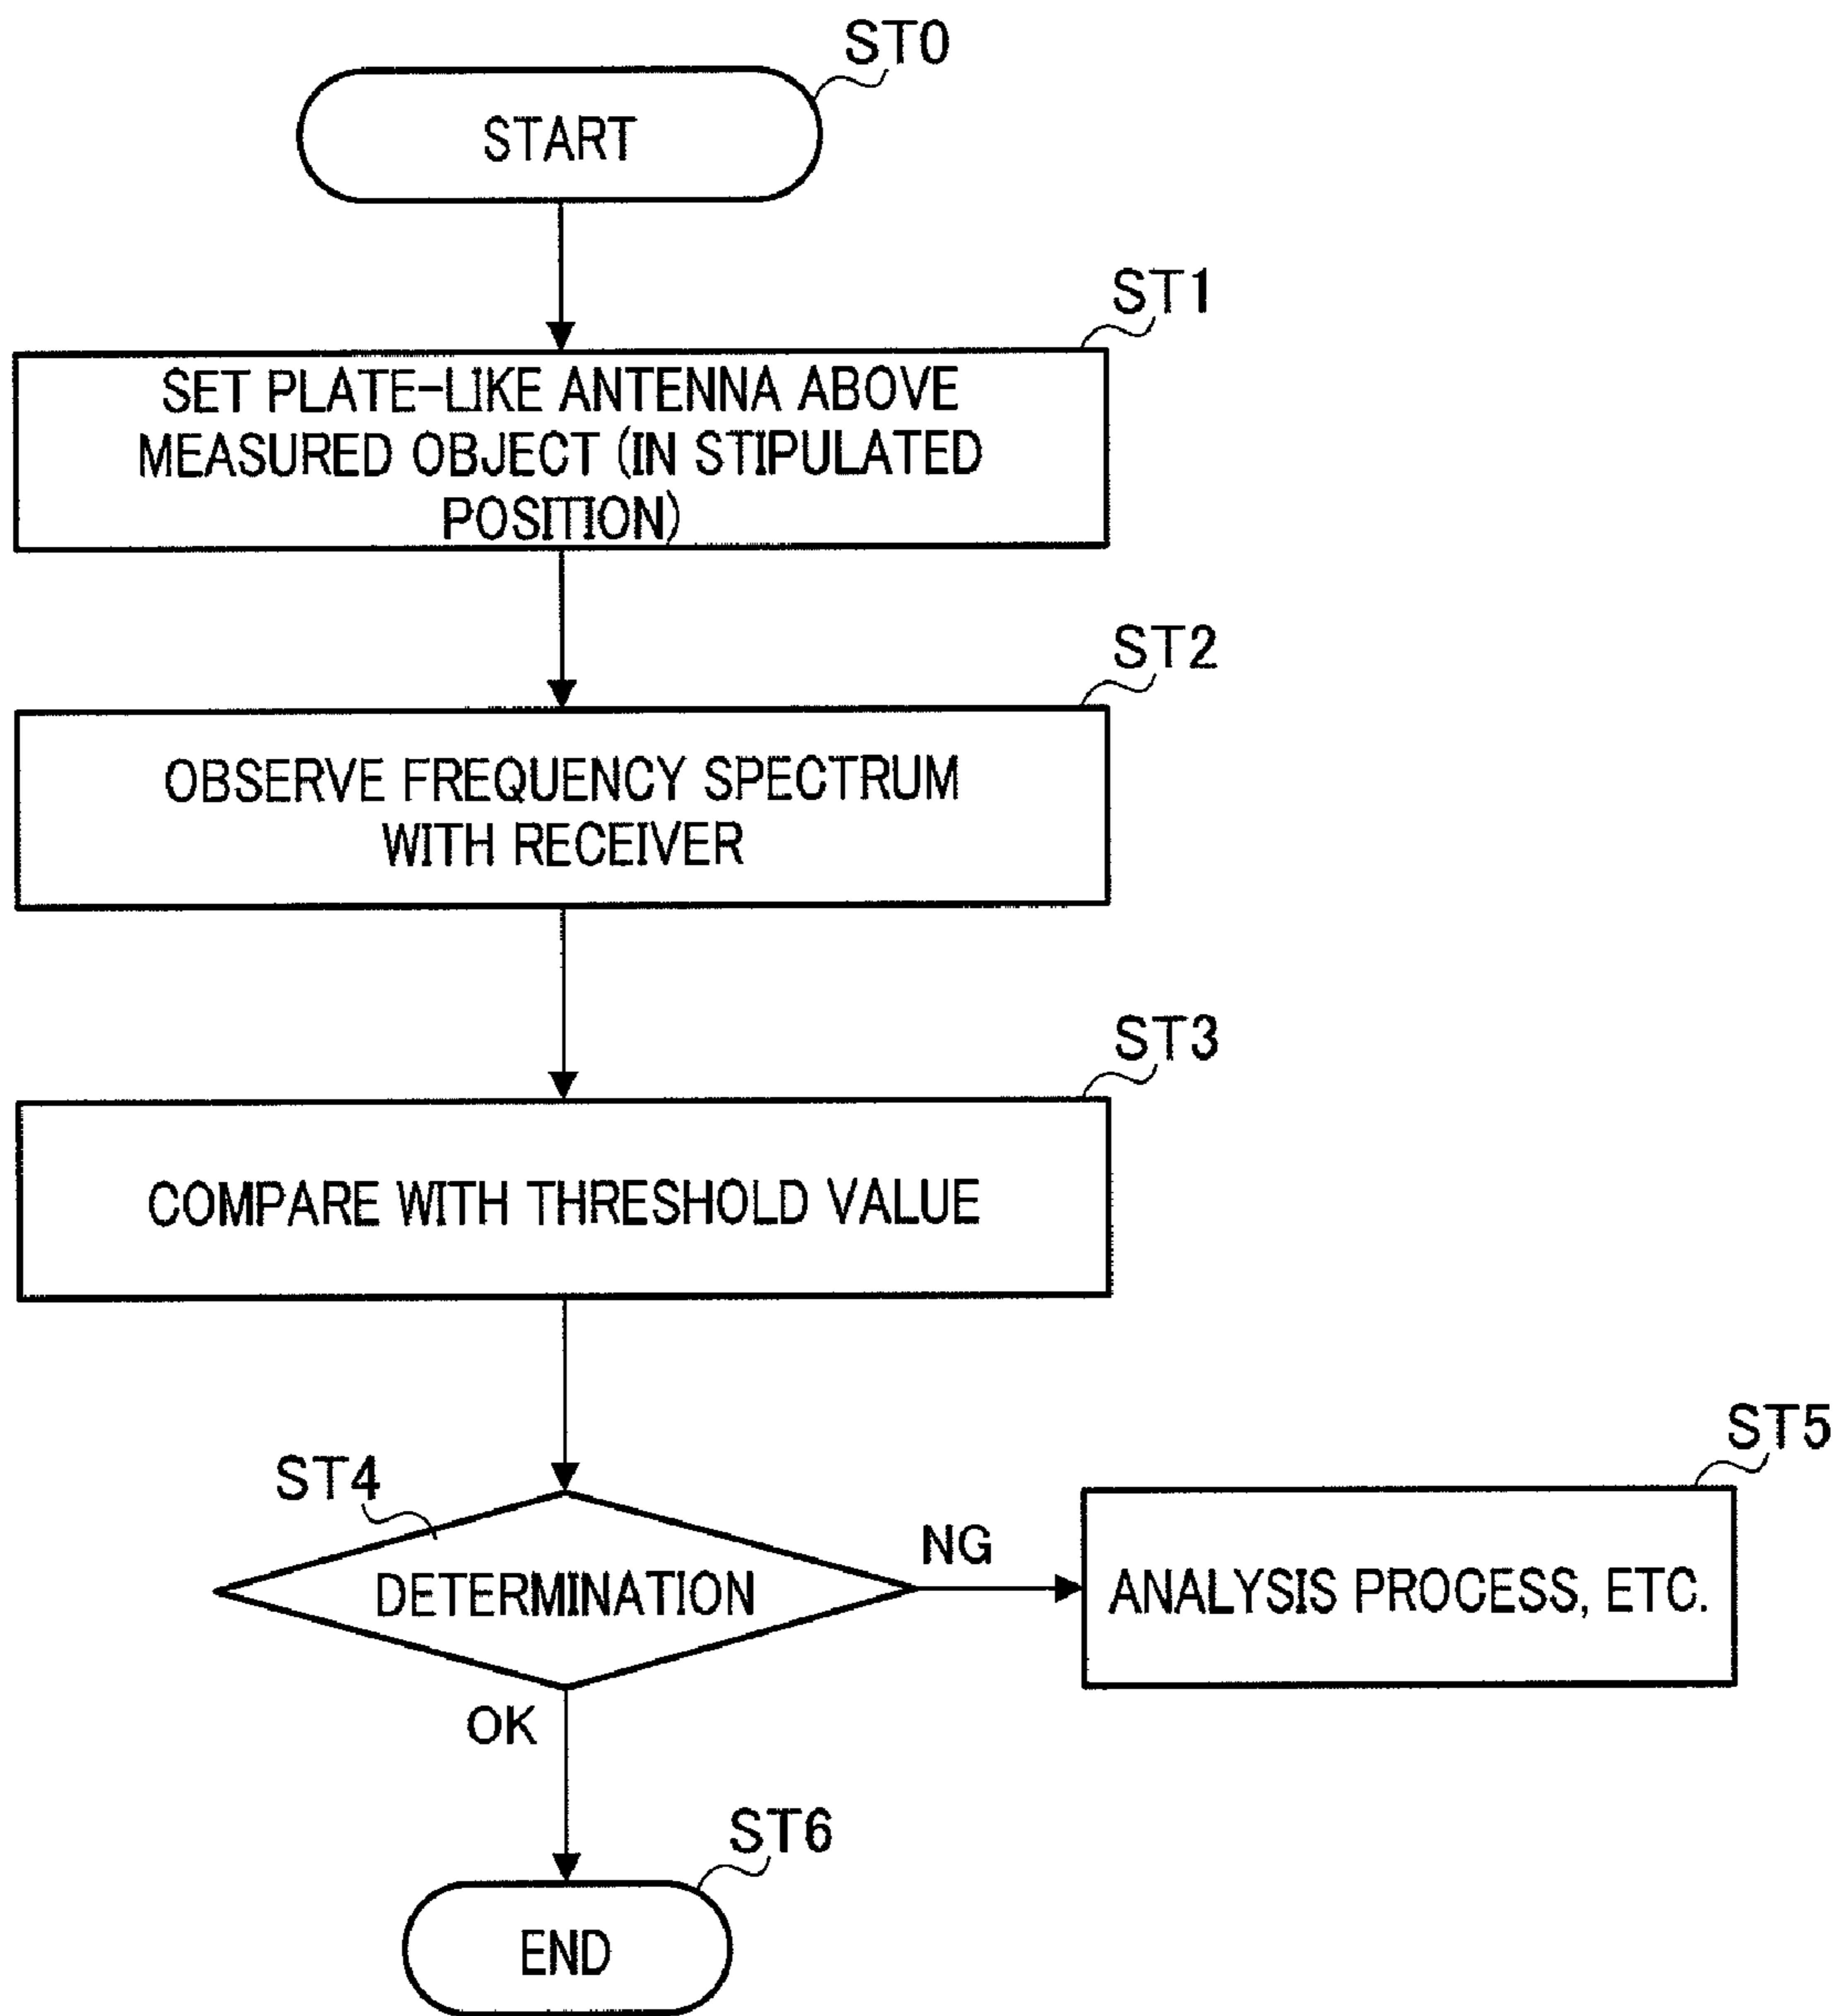 ST0
START
ST1
SET PLATE-LIKE ANTENNA ABOVE
MEASURED OBJECT (IN STIPULATED
POSITION)
ST2
OBSERVE FREQUENCY SPECTRUM
WITH RECEIVER
ST3
COMPARE WITH THRESHOLD VALUE
ST4
DETERMINATION
NG
ST5
ANALYSIS PROCESS, ETC.
OK
ST6
END